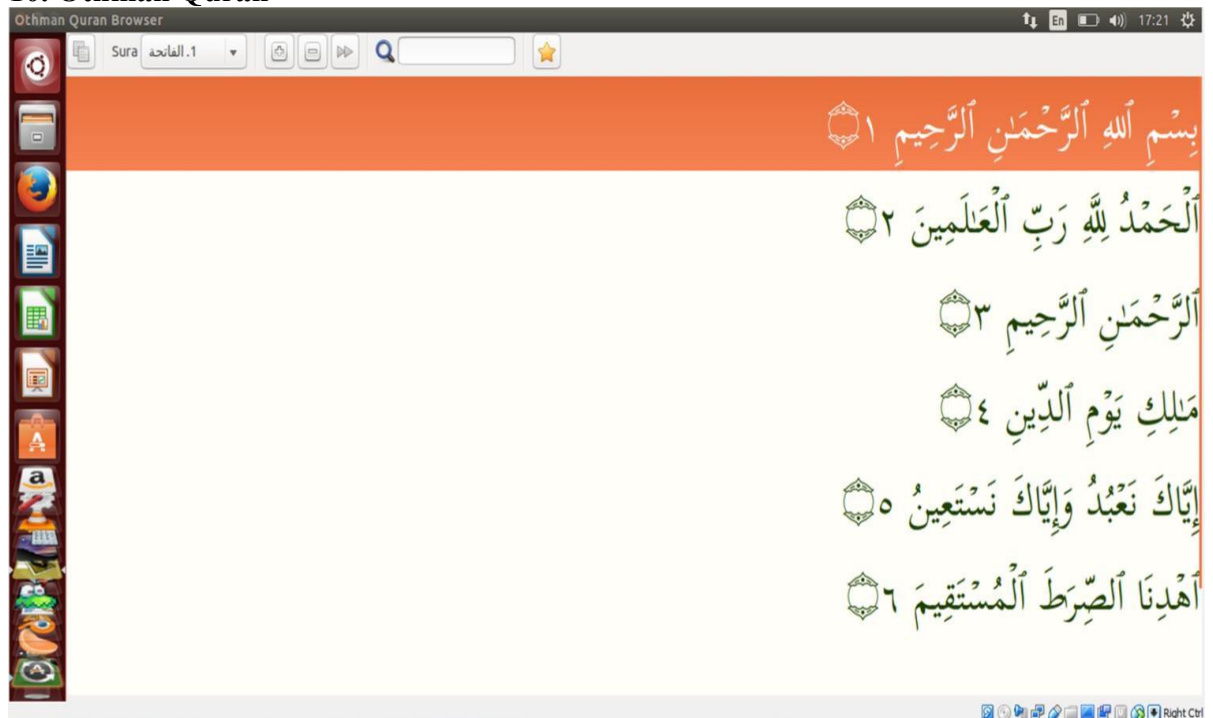 10. Othman Quran
Othman Quran Browser
En 17:21
Sura 1. الفاتحة
بِسْمِ ٱللهِ ٱلرَّحْمَـٰنِ ٱلرَّحِيمِ ١
ٱلْحَمْدُ لِلَّهِ رَبِّ ٱلْعَـٰلَمِينَ ٢
ٱلرَّحْمَـٰنِ ٱلرَّحِيمِ ٣
مَـٰلِكِ يَوْمِ ٱلدِّينِ ٤
إِيَّاكَ نَعْبُدُ وَإِيَّاكَ نَسْتَعِينُ ٥
ٱهْدِنَا ٱلصِّرَٰطَ ٱلْمُسْتَقِيمَ ٦
Right Ctrl